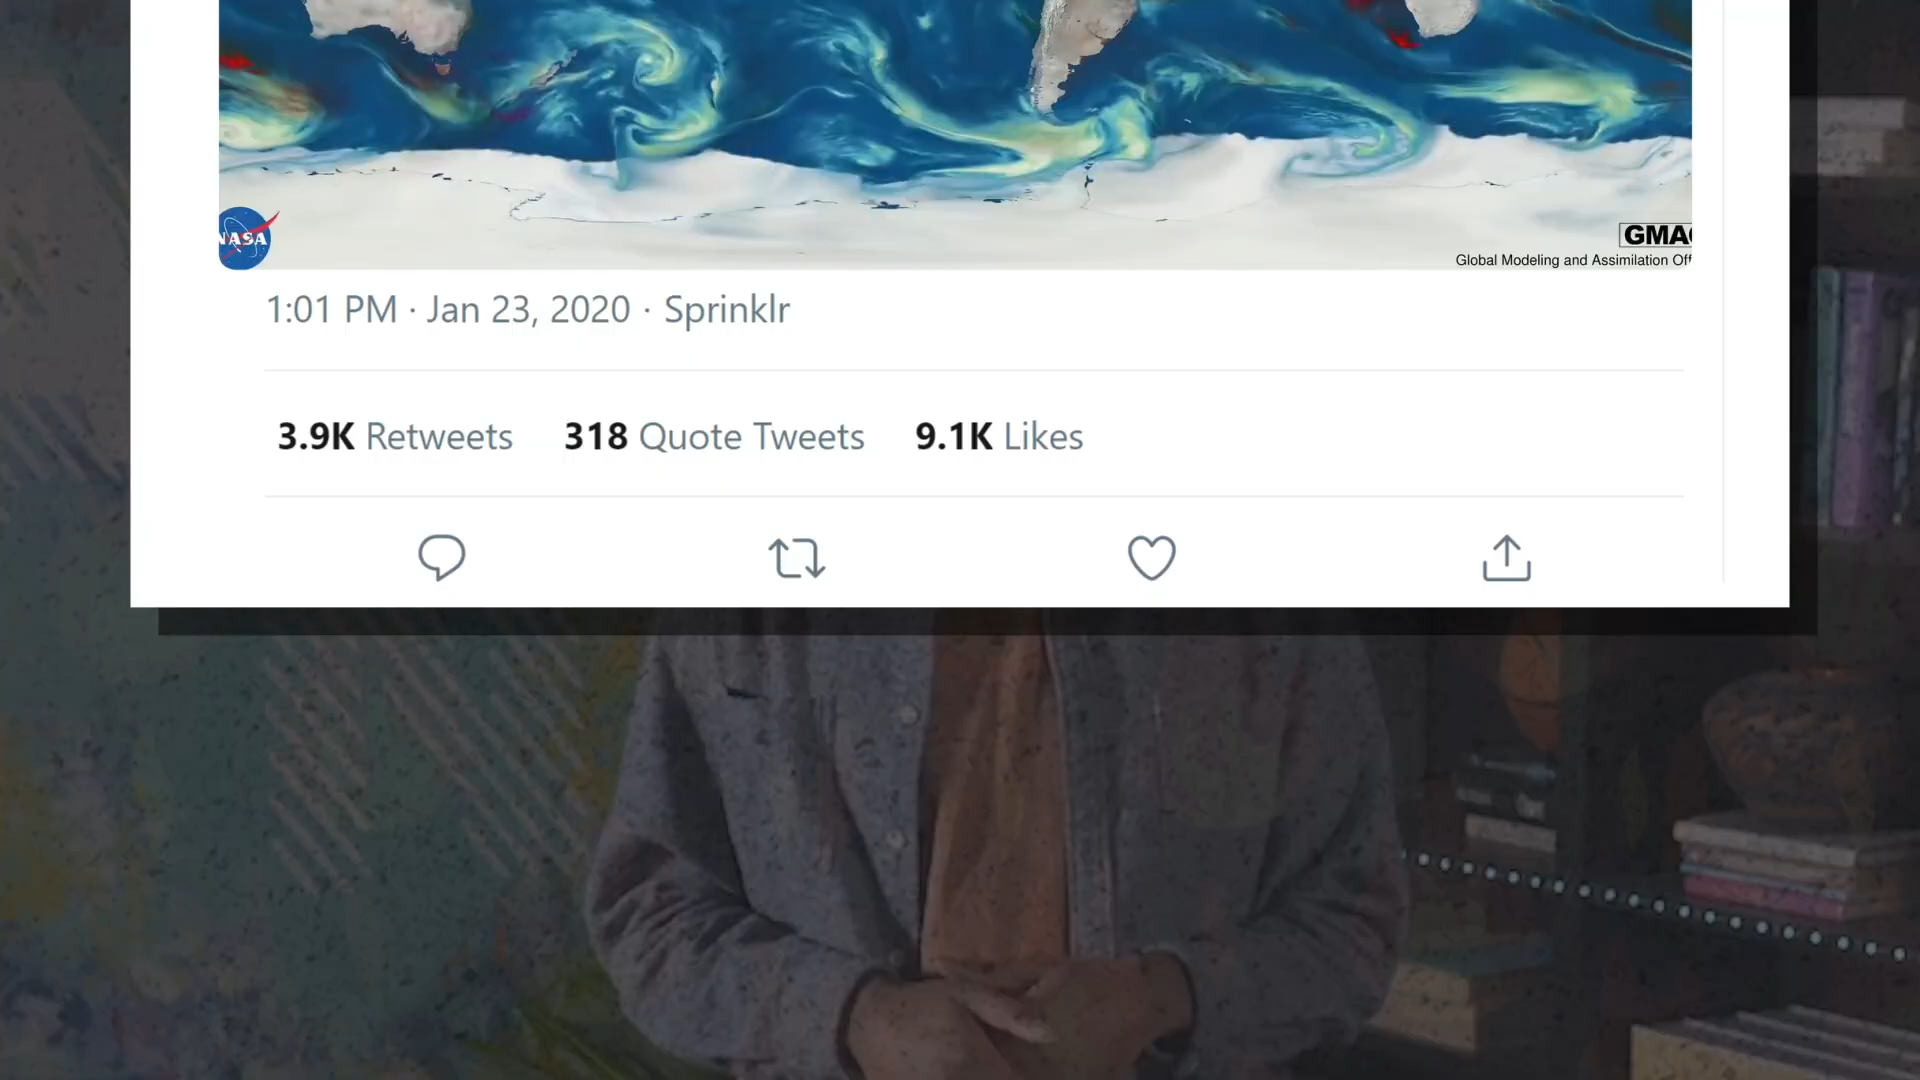 NASA
GMA
Global Modeling and Assimilation Off
1:01 PM · Jan 23, 2020 · Sprinklr
3.9K Retweets 318 Quote Tweets 9.1K Likes